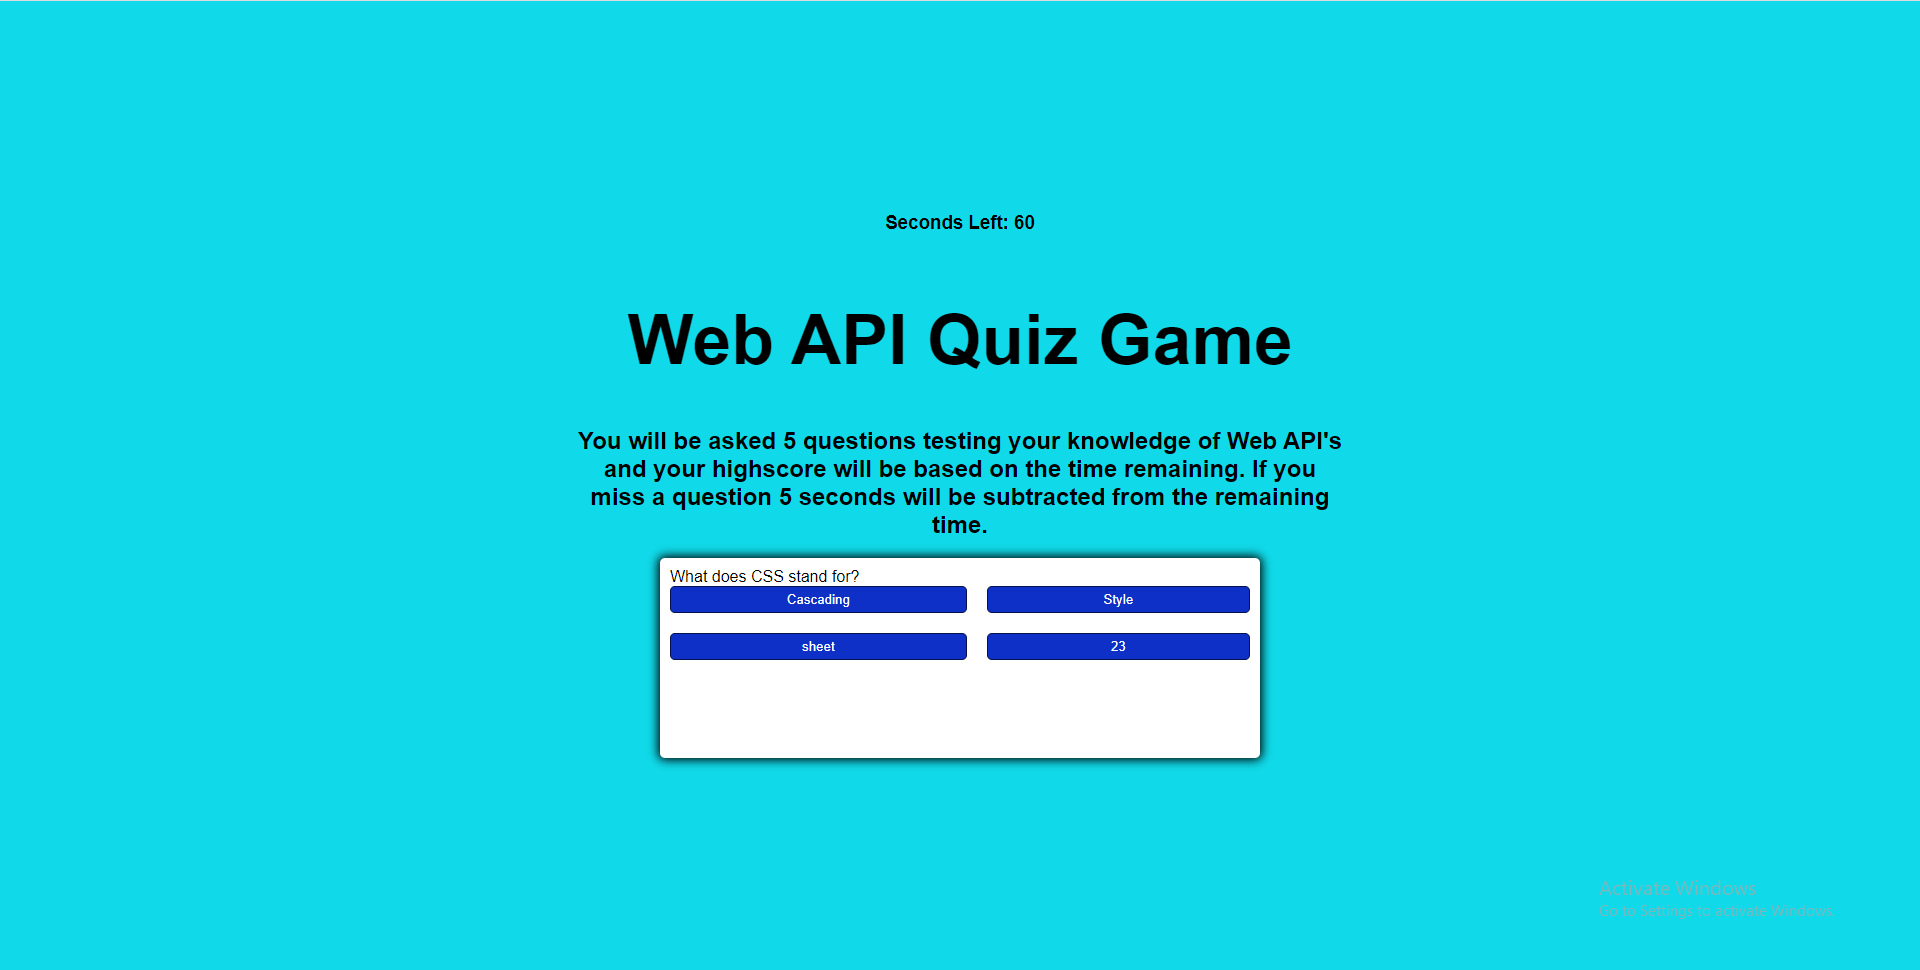 Seconds Left: 60
Web API Quiz Game
You will be asked 5 questions testing your knowledge of Web API's
and your highscore will be based on the time remaining. If you
miss a question 5 seconds will be subtracted from the remaining
time.
What does CSS stand for?
Cascading
Style
sheet
23
Activate Windows
Go to Settings to activate Windows.